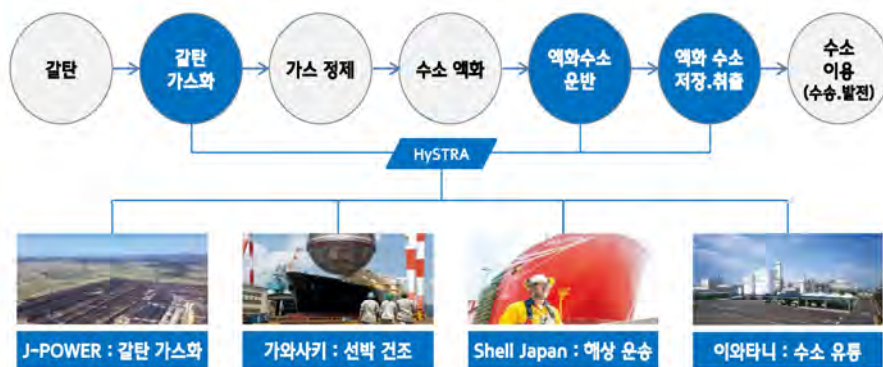 갈탄
갈탄
가스화
가스 정제
수소 액화
액화수소
운반
액화 수소
저장.취출
수소
이용
(수송.발전)
HySTRA
J-POWER : 갈탄 가스화
가와사키 : 선박 건조
Shell Japan : 해상 운송
이와타니 : 수소 유통